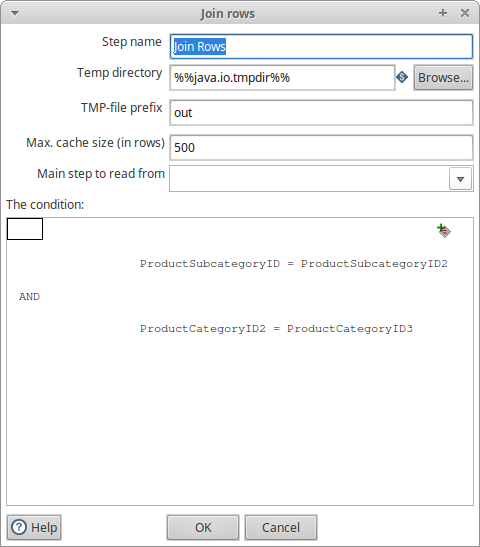 Join rows
Step name Join Rows
Temp directory %%java.io.tmpdir%% Browse...
TMP-file prefix out
Max. cache size (in rows) 500
Main step to read from
The condition:
ProductSubcategoryID = ProductSubcategoryID2
AND
ProductCategoryID2 = ProductCategoryID3
Help OK Cancel